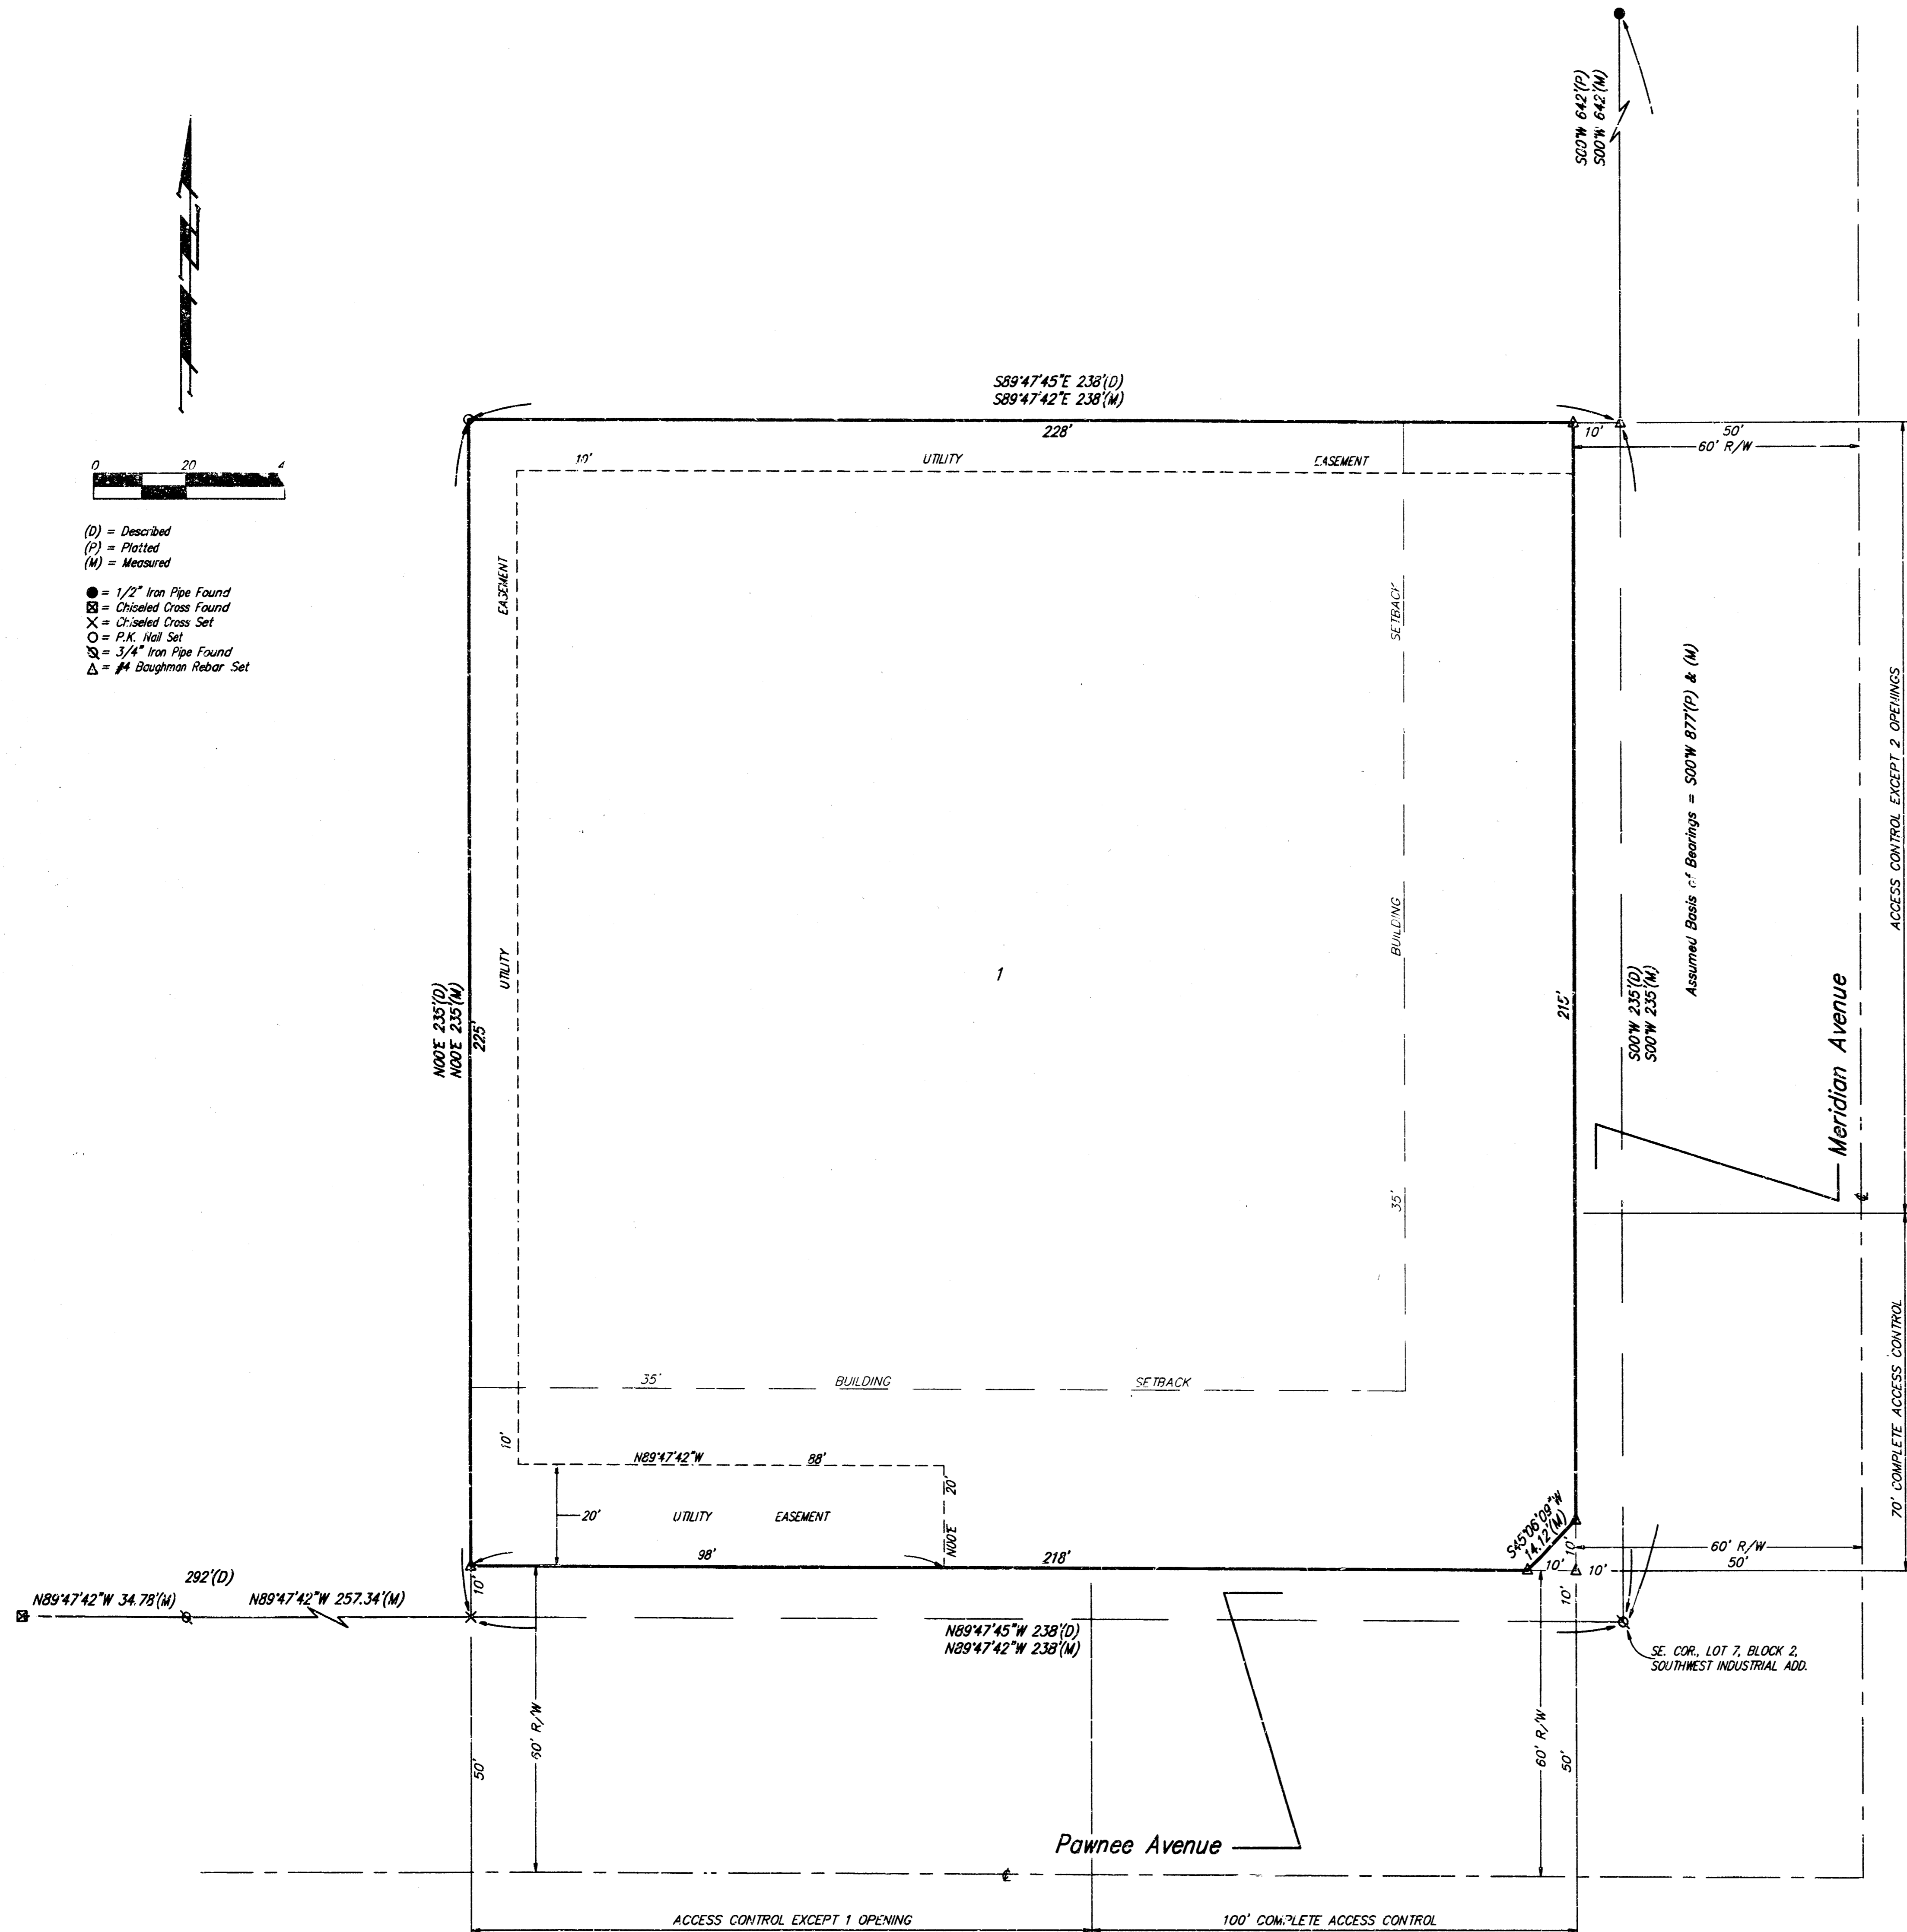 S00°W 642'(P)
S00°W 642'(M)
S89°47'45"E 238'(D)
S89°47'42"E 238'(M)
228'
10'
50'
60' R/W
10'
UTILITY
EASEMENT
0 20 4
(D) = Described
(P) = Platted
(M) = Measured
= 1/2" Iron Pipe Found
= Chiseled Cross Found
= Chiseled Cross Set
= P.K. Nail Set
= 3/4" Iron Pipe Found
= #4 Baughman Rebar Set
EASEMENT
UTILITY
10'
N00°E 235'(D)
N00°E 235'(M)
225'
1
SETBACK
BUILDING
35'
215'
S00°W 235'(D)
S00°W 235'(M)
Assumed Basis of Bearings = S00°W 877'(P) & (M)
Meridian Avenue
℄
ACCESS CONTROL EXCEPT 2 OPENINGS
70' COMPLETE ACCESS CONTROL
35'
BUILDING
SETBACK
N89°47'42"W
88'
20'
UTILITY
EASEMENT
N00°E 20'
98'
218'
S45°06'09"W
14.12'(M)
10'
10'
10'
10'
60' R/W
50'
292'(D)
N89°47'42"W 34.78'(M)
N89°47'42"W 257.34'(M)
10'
N89°47'45"W 238'(D)
N89°47'42"W 238'(M)
SE. COR., LOT 7, BLOCK 2,
SOUTHWEST INDUSTRIAL ADD.
50'
60' R/W
60' R/W
50'
Pawnee Avenue
℄
ACCESS CONTROL EXCEPT 1 OPENING
100' COMPLETE ACCESS CONTROL